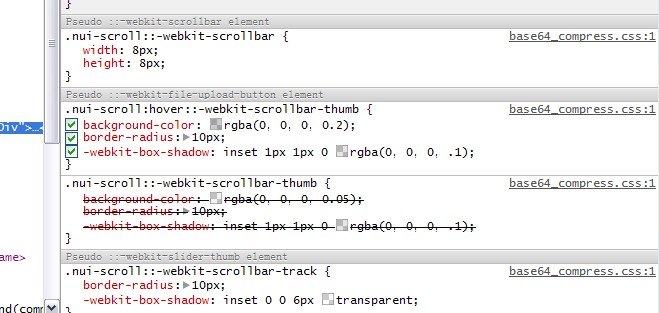 }
Pseudo ::-webkit-scrollbar element
.nui-scroll::-webkit-scrollbar { base64_compress.css:1
width: 8px;
height: 8px;
}
Pseudo ::-webkit-file-upload-button element
.nui-scroll:hover::-webkit-scrollbar-thumb { base64_compress.css:1
background-color: rgba(0, 0, 0, 0.2);
Div">…
border-radius: 10px;
-webkit-box-shadow: inset 1px 1px 0 rgba(0, 0, 0, .1);
}
.nui-scroll::-webkit-scrollbar-thumb { base64_compress.css:1
background-color: rgba(0, 0, 0, 0.05);
border-radius: 10px;
-webkit-box-shadow: inset 1px 1px 0 rgba(0, 0, 0, .1);
}
ame>
Pseudo ::-webkit-slider-thumb element
.nui-scroll::-webkit-scrollbar-track { base64_compress.css:1
border-radius: 10px;
nd(com
-webkit-box-shadow: inset 0 0 6px transparent;
}